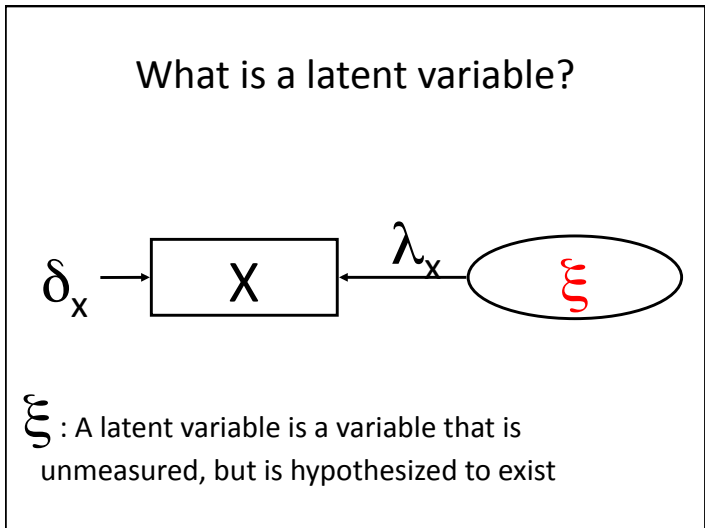 What is a latent variable?
δx X λx ξ
ξ : A latent variable is a variable that is
unmeasured, but is hypothesized to exist